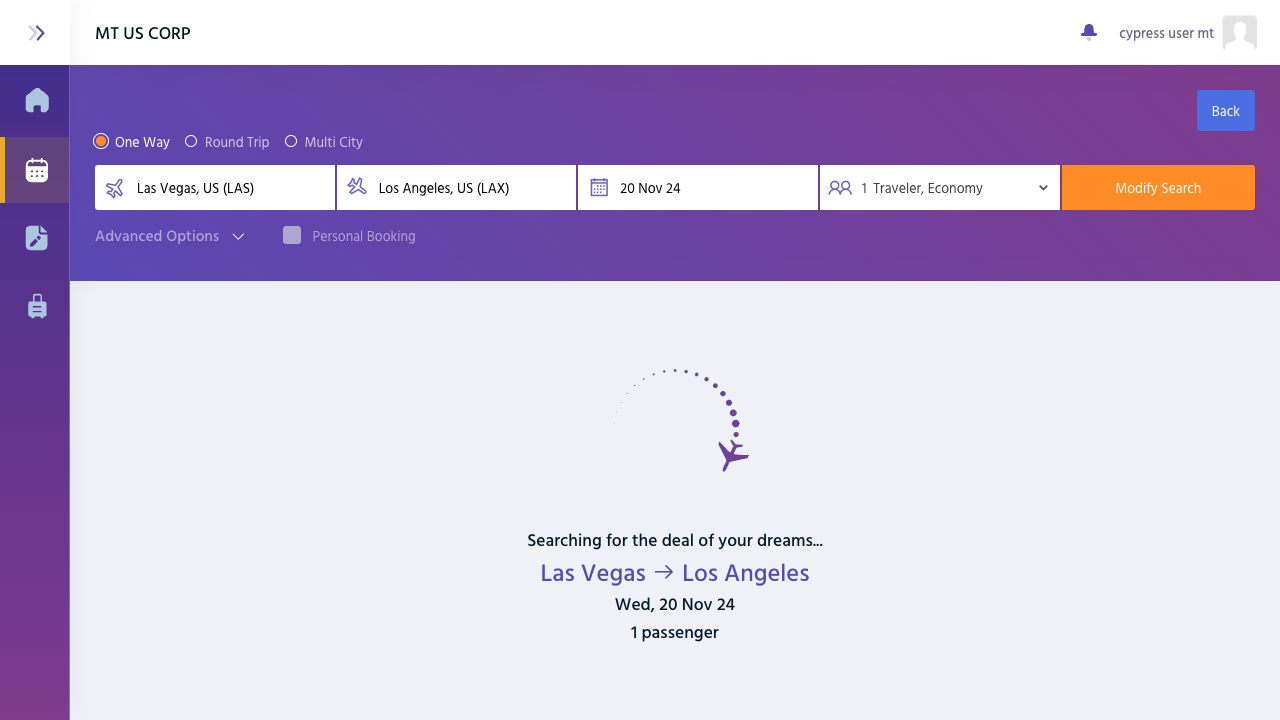 MT US CORP
cypress user mt
Back
One Way
Round Trip
Multi City
Las Vegas, US (LAS)
Los Angeles, US (LAX)
20 Nov 24
1 Traveler, Economy
Modify Search
Advanced Options
Personal Booking
Searching for the deal of your dreams...
Las Vegas → Los Angeles
Wed, 20 Nov 24
1 passenger